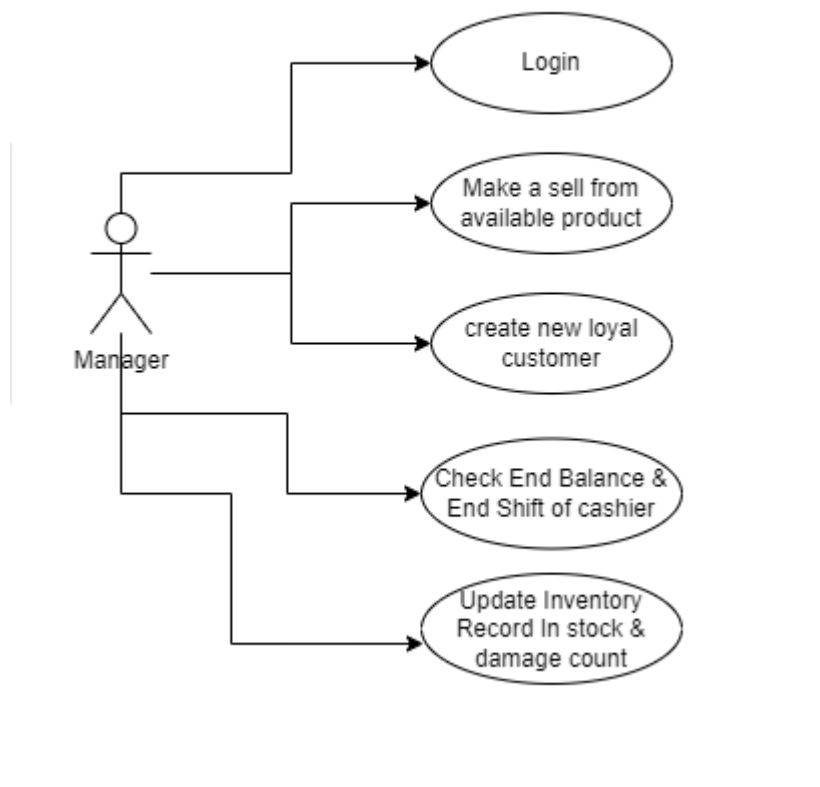 Login
Make a sell from
available product
create new loyal
customer
Manager
Check End Balance &
End Shift of cashier
Update Inventory
Record In stock &
damage count